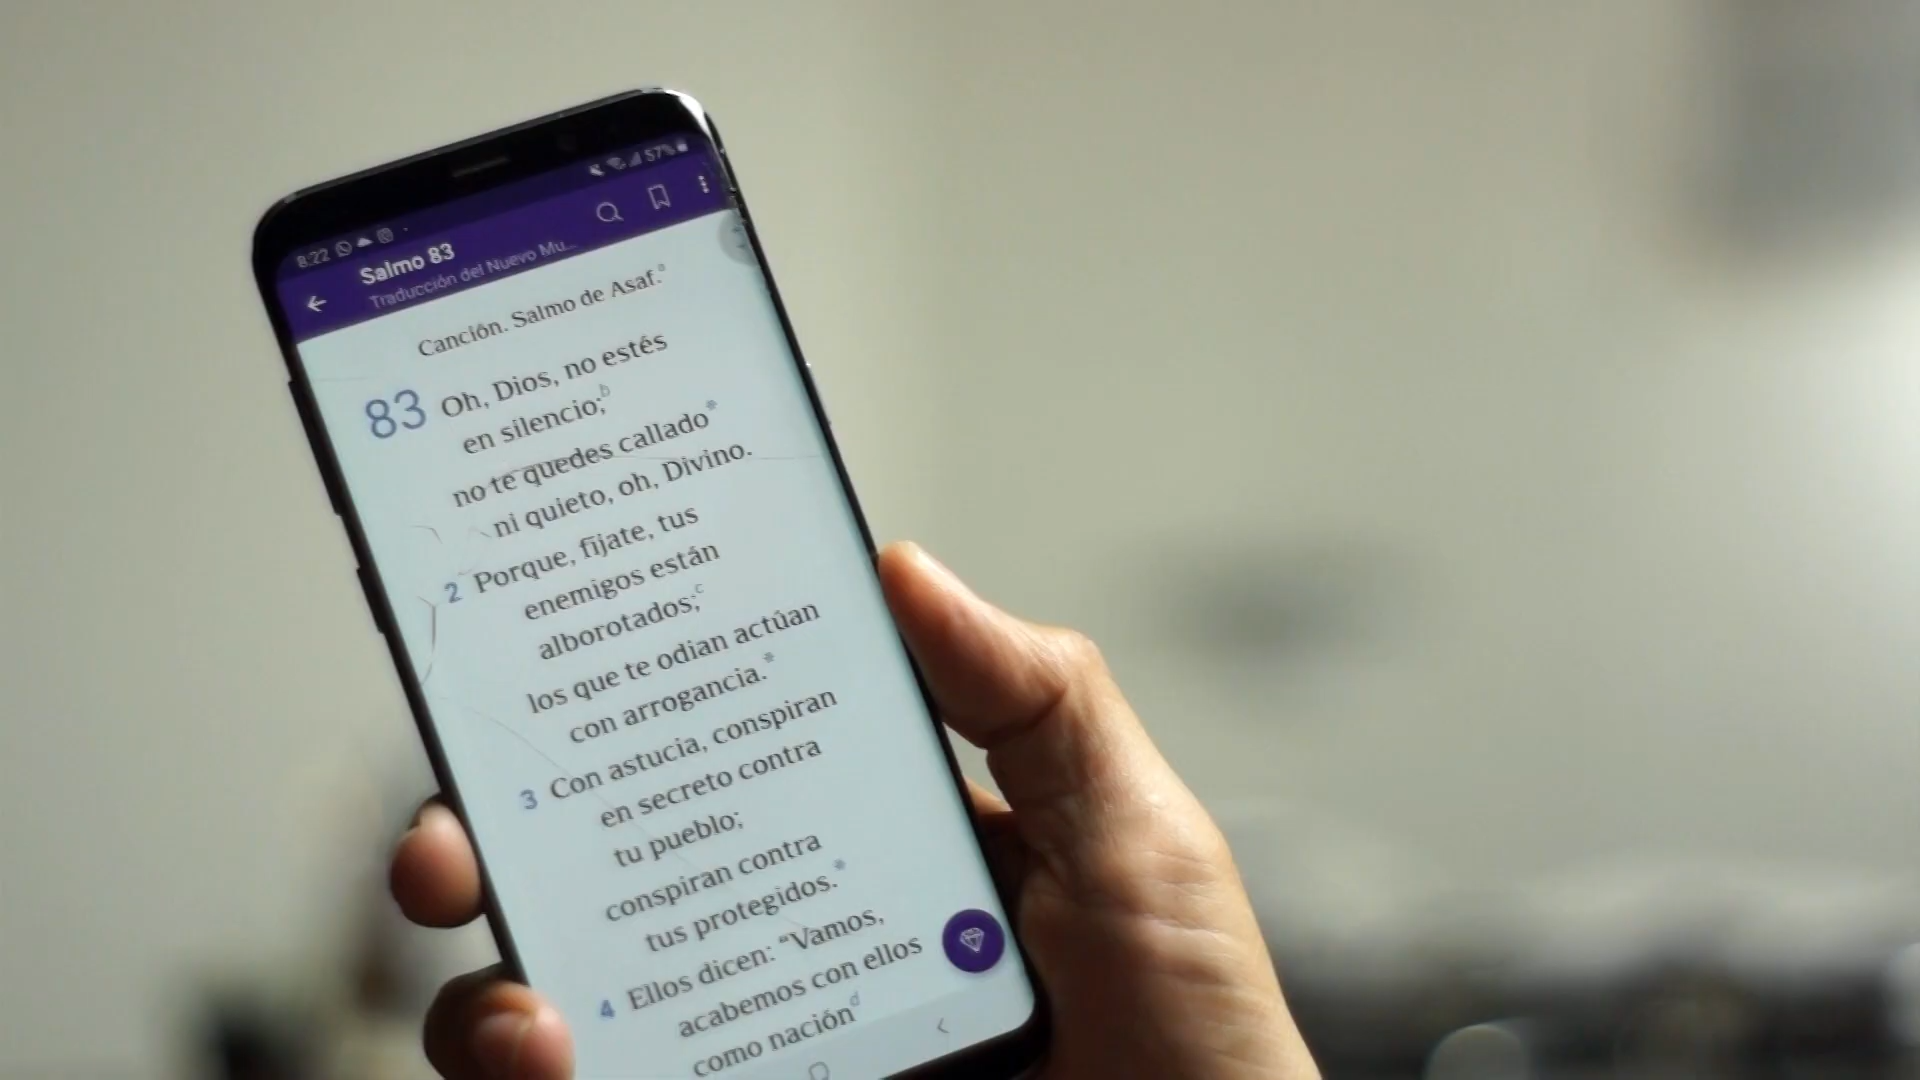 8:22 57%
Salmo 83
Traducción del Nuevo Mu...
Canción. Salmo de Asaf.a
83 Oh, Dios, no estés
en silencio;b
no te quedes callado*
ni quieto, oh, Divino.
2 Porque, fíjate, tus
enemigos están
alborotados;c
los que te odian actúan
con arrogancia.*
3 Con astucia, conspiran
en secreto contra
tu pueblo;
conspiran contra
tus protegidos.*
4 Ellos dicen: “Vamos,
acabemos con ellos
como naciónd